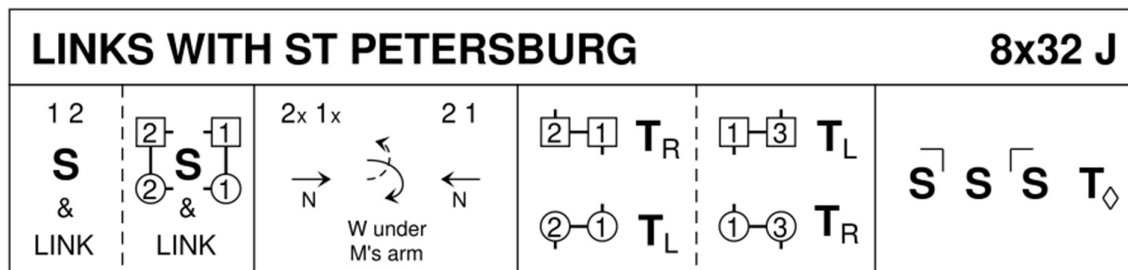 LINKS WITH ST PETERSBURG 8x32 J
1 2
S
&
LINK
2 1
S
2 1
&
LINK
2x 1x 2 1
N N
W under
M's arm
2 1 TR
2 1 TL
1 3 TL
1 3 TR
S S S T◊